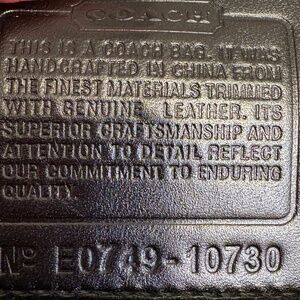 COACH
THIS IS A COACH BAG. IT WAS
HANDCRAFTED IN CHINA FROM
THE FINEST MATERIALS TRIMMED
WITH GENUINE LEATHER. ITS
SUPERIOR CRAFTSMANSHIP AND
ATTENTION TO DETAIL REFLECT
OUR COMMITMENT TO ENDURING
QUALITY.
Nº E0749-10730